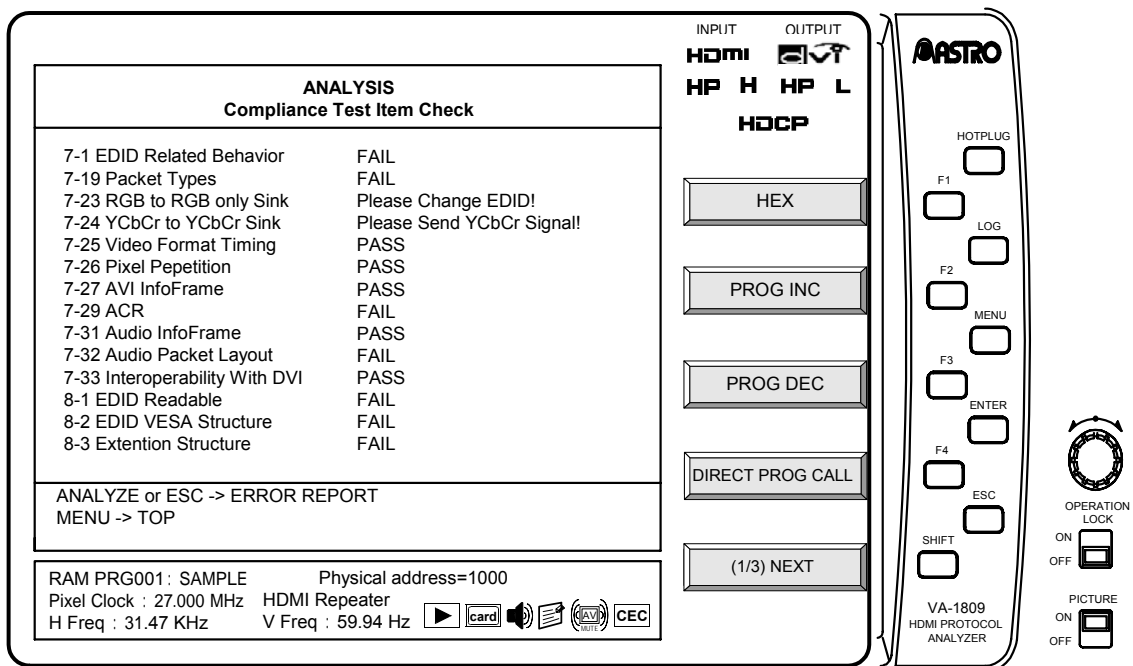 INPUT OUTPUT
HDMI DVI
HP H HP L
HDCP
ANALYSIS
Compliance Test Item Check
7-1 EDID Related Behavior FAIL
7-19 Packet Types FAIL
7-23 RGB to RGB only Sink Please Change EDID!
7-24 YCbCr to YCbCr Sink Please Send YCbCr Signal!
7-25 Video Format Timing PASS
7-26 Pixel Pepetition PASS
7-27 AVI InfoFrame PASS
7-29 ACR FAIL
7-31 Audio InfoFrame PASS
7-32 Audio Packet Layout FAIL
7-33 Interoperability With DVI PASS
8-1 EDID Readable FAIL
8-2 EDID VESA Structure FAIL
8-3 Extention Structure FAIL
ANALYZE or ESC -> ERROR REPORT
MENU -> TOP
RAM PRG001 : SAMPLE Physical address=1000
Pixel Clock : 27.000 MHz HDMI Repeater
H Freq : 31.47 KHz V Freq : 59.94 Hz card AV MUTE CEC
HEX
PROG INC
PROG DEC
DIRECT PROG CALL
(1/3) NEXT
ASTRO
HOTPLUG
F1
LOG
F2
MENU
F3
ENTER
F4
ESC
SHIFT
VA-1809
HDMI PROTOCOL
ANALYZER
OPERATION
LOCK
ON
OFF
PICTURE
ON
OFF